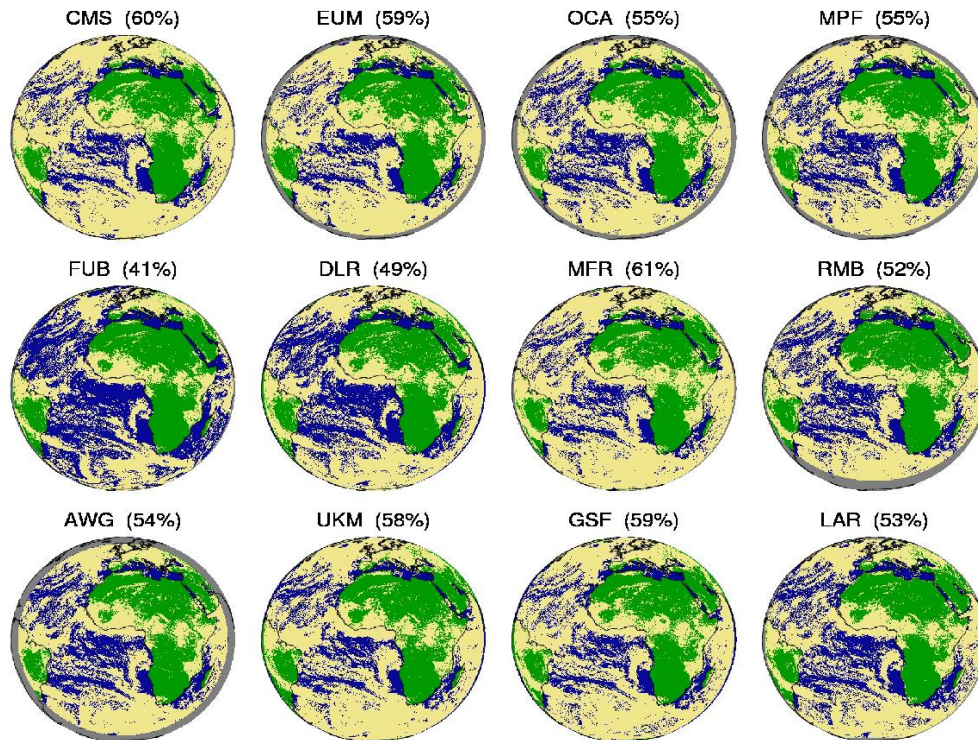 CMS (60%) EUM (59%) OCA (55%) MPF (55%)
FUB (41%) DLR (49%) MFR (61%) RMB (52%)
AWG (54%) UKM (58%) GSF (59%) LAR (53%)